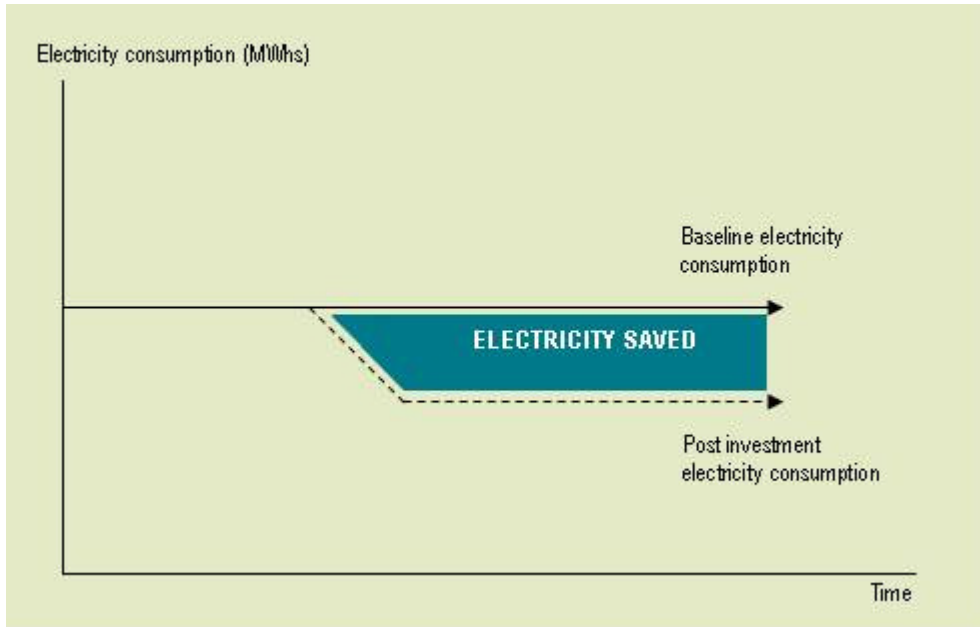 Electricity consumption (MWhs)
Baseline electricity
consumption
ELECTRICITY SAVED
Post investment
electricity consumption
Time